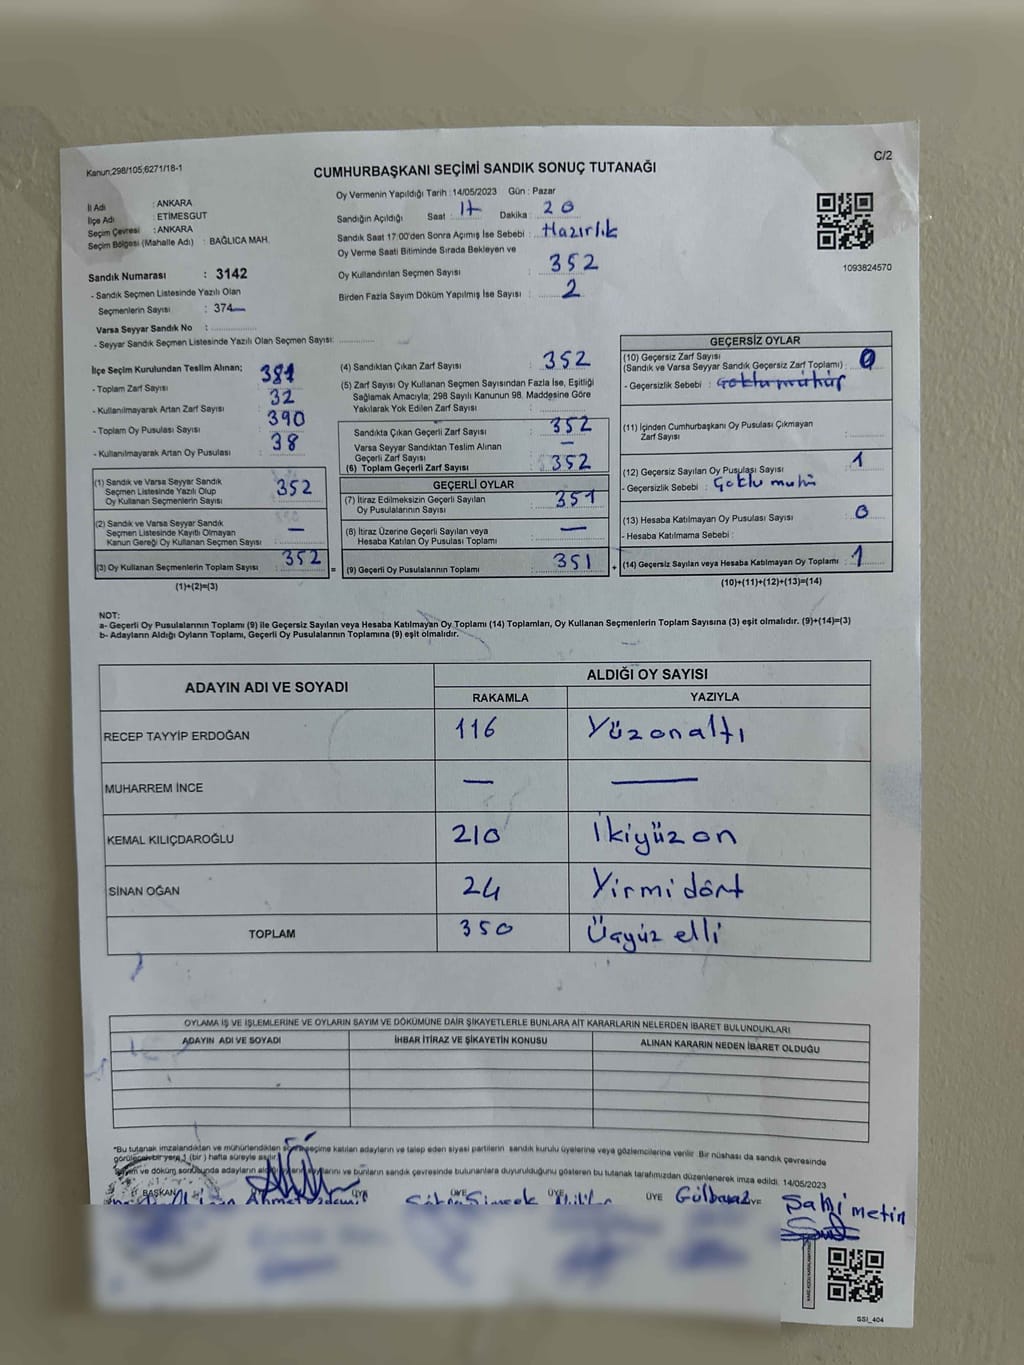 Kanun;298/105;6271/18-1
C/2
CUMHURBAŞKANI SEÇİMİ SANDIK SONUÇ TUTANAĞI
İl Adı : ANKARA
İlçe Adı : ETİMESGUT
Seçim Çevresi : ANKARA
Seçim Bölgesi (Mahalle Adı) : BAĞLICA MAH.
Sandık Numarası : 3142
- Sandık Seçmen Listesinde Yazılı Olan
Seçmenlerin Sayısı : 374
Varsa Seyyar Sandık No :
- Seyyar Sandık Seçmen Listesinde Yazılı Olan Seçmen Sayısı:
Oy Vermenin Yapıldığı Tarih : 14/05/2023 Gün : Pazar
Sandığın Açıldığı Saat : 17 Dakika : 20
Sandık Saat 17:00'den Sonra Açımış İse Sebebi : Hazırlık
Oy Verme Saati Bitiminde Sırada Bekleyen ve
Oy Kullandırılan Seçmen Sayısı : 352
Birden Fazla Sayım Döküm Yapılmış İse Sayısı : 2
1093824570
İlçe Seçim Kurulundan Teslim Alınan;
- Toplam Zarf Sayısı : 384
- Kullanılmayarak Artan Zarf Sayısı : 32
- Toplam Oy Pusulası Sayısı : 390
- Kullanılmayarak Artan Oy Pusulası : 38
(1) Sandık ve Varsa Seyyar Sandık
Seçmen Listesinde Yazılı Olup
Oy Kullanan Seçmenlerin Sayısı : 352
(2) Sandık ve Varsa Seyyar Sandık
Seçmen Listesinde Kayıtlı Olmayan
Kanun Gereği Oy Kullanan Seçmen Sayısı : —
(3) Oy Kullanan Seçmenlerin Toplam Sayısı : 352
(1)+(2)=(3)
=
(4) Sandıktan Çıkan Zarf Sayısı : 352
(5) Zarf Sayısı Oy Kullanan Seçmen Sayısından Fazla İse, Eşitliği
Sağlamak Amacıyla; 298 Sayılı Kanunun 98. Maddesine Göre
Yakılarak Yok Edilen Zarf Sayısı :
Sandıkta Çıkan Geçerli Zarf Sayısı : 352
Varsa Seyyar Sandıktan Teslim Alınan
Geçerli Zarf Sayısı : —
(6) Toplam Geçerli Zarf Sayısı : 352
GEÇERLİ OYLAR
(7) İtiraz Edilmeksizin Geçerli Sayılan
Oy Pusulalarının Sayısı : 351
(8) İtiraz Üzerine Geçerli Sayılan veya
Hesaba Katılan Oy Pusulası Toplamı : —
(9) Geçerli Oy Pusulalarının Toplamı : 351
+
GEÇERSİZ OYLAR
(10) Geçersiz Zarf Sayısı
(Sandık ve Varsa Seyyar Sandık Geçersiz Zarf Toplamı) : 0
- Geçersizlik Sebebi : Çoklu mühür
(11) İçinden Cumhurbaşkanı Oy Pusulası Çıkmayan
Zarf Sayısı :
(12) Geçersiz Sayılan Oy Pusulası Sayısı : 1
- Geçersizlik Sebebi : Çoklu mühü
(13) Hesaba Katılmayan Oy Pusulası Sayısı : 0
- Hesaba Katılmama Sebebi :
(14) Geçersiz Sayılan veya Hesaba Katılmayan Oy Toplamı : 1
(10)+(11)+(12)+(13)=(14)
NOT:
a- Geçerli Oy Pusulalarının Toplamı (9) ile Geçersiz Sayılan veya Hesaba Katılmayan Oy Toplamı (14) Toplamları, Oy Kullanan Seçmenlerin Toplam Sayısına (3) eşit olmalıdır. (9)+(14)=(3)
b- Adayların Aldığı Oyların Toplamı, Geçerli Oy Pusulalarının Toplamına (9) eşit olmalıdır.
ADAYIN ADI VE SOYADI
ALDIĞI OY SAYISI
RAKAMLA YAZIYLA
RECEP TAYYİP ERDOĞAN 116 Yüzonaltı
MUHARREM İNCE — —
KEMAL KILIÇDAROĞLU 210 İkiyüz on
SİNAN OĞAN 24 Yirmi dört
TOPLAM 350 Üçyüz elli
OYLAMA İŞ VE İŞLEMLERİNE VE OYLARIN SAYIM VE DÖKÜMÜNE DAİR ŞİKAYETLERLE BUNLARA AİT KARARLARIN NELERDEN İBARET BULUNDUKLARI
ADAYIN ADI VE SOYADI İHBAR İTİRAZ VE ŞİKAYETİN KONUSU ALINAN KARARIN NEDEN İBARET OLDUĞU
*Bu tutanak imzalandıktan ve mühürlendikten seçime katılan adayların ve talep eden siyasi partilerin sandık kurulu üyelerine veya gözlemcilerine verilir. Bir nüshası da sandık çevresinde
görülecek bir yere 1 (bir) hafta süreyle asılır.
Sayım ve döküm sonucunda adayların ve bunların sandık çevresinde bulunanlara duyurulduğunu gösteren bu tutanak tarafımızdan düzenlenerek imza edildi. 14/05/2023
BAŞKAN ÜYE ÜYE ÜYE ÜYE
Şahi metin
SSI_404